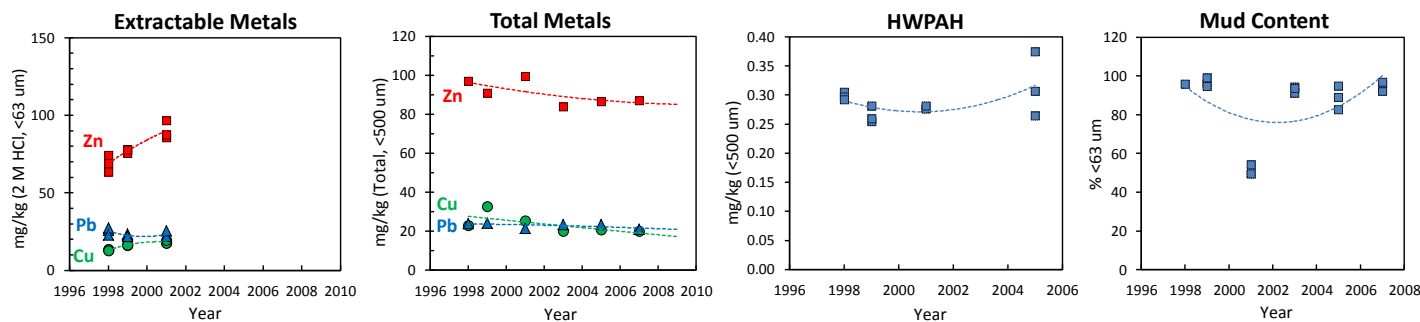 Extractable Metals
mg/kg (2 M HCl, <63 um)
150
100
50
0
Zn
Pb
Cu
1996 1998 2000 2002 2004 2006 2008 2010
Year
Total Metals
mg/kg (Total, <500 um)
120
100
80
60
40
20
0
Zn
Cu
Pb
1996 1998 2000 2002 2004 2006 2008 2010
Year
HWPAH
mg/kg (<500 um)
0.40
0.35
0.30
0.25
0.20
0.15
0.10
0.05
0.00
1996 1998 2000 2002 2004 2006
Year
Mud Content
% <63 um
120
100
80
60
40
20
0
1996 1998 2000 2002 2004 2006 2008
Year